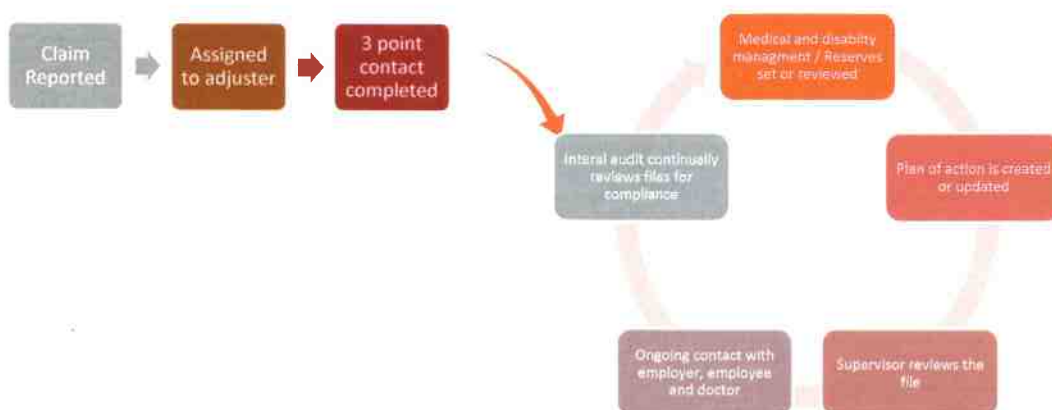 Claim
Reported
Assigned
to adjuster
3 point
contact
completed
Medical and disabilty
managment / Reserves
set or reviewed
Plan of action is created
or updated
Supervisor reviews the
file
Ongoing contact with
employer, employee
and doctor
Interal audit continually
reviews files for
compliance